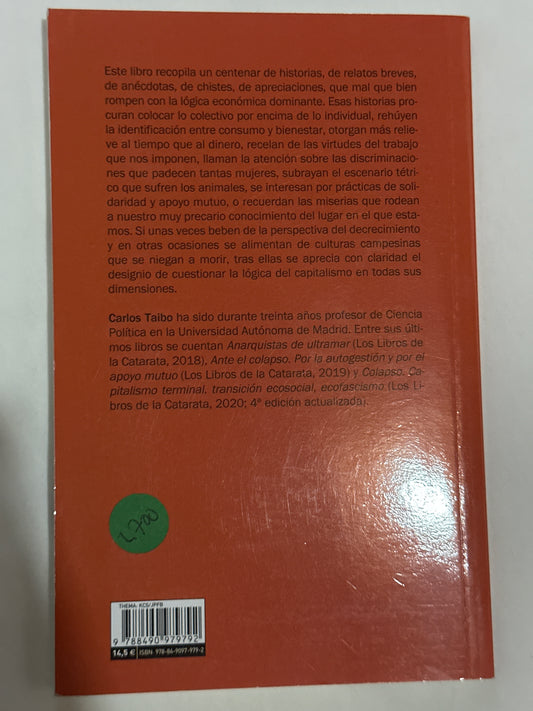 Este libro recopila un centenar de historias, de relatos breves,
de anécdotas, de chistes, de apreciaciones, que mal que bien
rompen con la lógica económica dominante. Esas historias pro-
curan colocar lo colectivo por encima de lo individual, rehúyen
la identificación entre consumo y bienestar, otorgan más relie-
ve al tiempo que al dinero, recelan de las virtudes del trabajo
que nos imponen, llaman la atención sobre las discriminacio-
nes que padecen tantas mujeres, subrayan el escenario tétri-
co que sufren los animales, se interesan por prácticas de soli-
daridad y apoyo mutuo, o recuerdan las miserias que rodean
a nuestro muy precario conocimiento del lugar en el que esta-
mos. Si unas veces beben de la perspectiva del decrecimiento
y en otras ocasiones se alimentan de culturas campesinas
que se niegan a morir, tras ellas se aprecia con claridad el
designio de cuestionar la lógica del capitalismo en todas sus
dimensiones.
Carlos Taibo ha sido durante treinta años profesor de Ciencia
Política en la Universidad Autónoma de Madrid. Entre sus últi-
mos libros se cuentan Anarquistas de ultramar (Los Libros de
la Catarata, 2018), Ante el colapso. Por la autogestión y por el
apoyo mutuo (Los Libros de la Catarata, 2019) y Colapso. Ca-
pitalismo terminal, transición ecosocial, ecofascismo (Los Li-
bros de la Catarata, 2020; 4ª edición actualizada).
2.700
THEMA: KCS/JPFB
9 788490 979792
14,5 € ISBN 978-84-9097-979-2